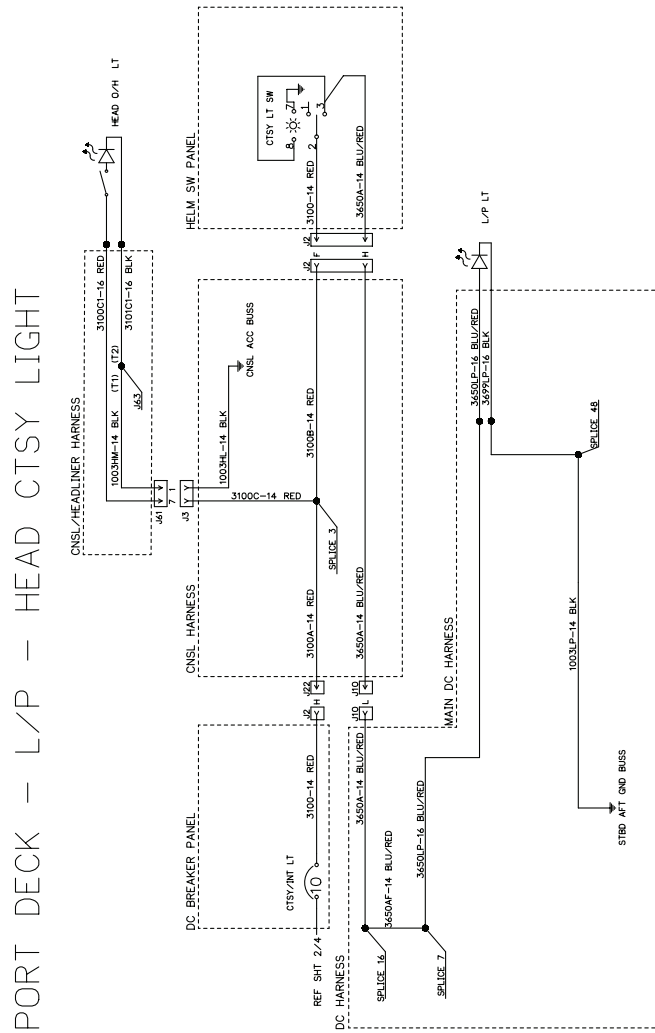 PORT DECK - L/P - HEAD CTSY LIGHT
CNSL/HEADLINER HARNESS
3100C1-16 RED
HEAD O/H LT
3101C1-16 BLK
1003HM-14 BLK (T1) (T2)
J63
J61
7 1
J3
HELM SW PANEL
CTSY LT SW
8 7
1
2 3
3100-14 RED
3650A-14 BLU/RED
J2 J2
F
H
CNSL HARNESS
1003HL-14 BLK
CNSL ACC BUSS
3100C-14 RED
3100B-14 RED
SPLICE 3
3100A-14 RED
3650A-14 BLU/RED
J2 J22
H
J10 J10
L
DC BREAKER PANEL
CTSY/INT LT
10
REF SHT 2/4
3100-14 RED
3650A-14 BLU/RED
DC HARNESS
MAIN DC HARNESS
3650AF-14 BLU/RED
SPLICE 16
3650LP-16 BLU/RED
SPLICE 7
3650LP-16 BLU/RED
3699LP-16 BLK
L/P LT
SPLICE 48
1003LP-14 BLK
STBD AFT GND BUSS